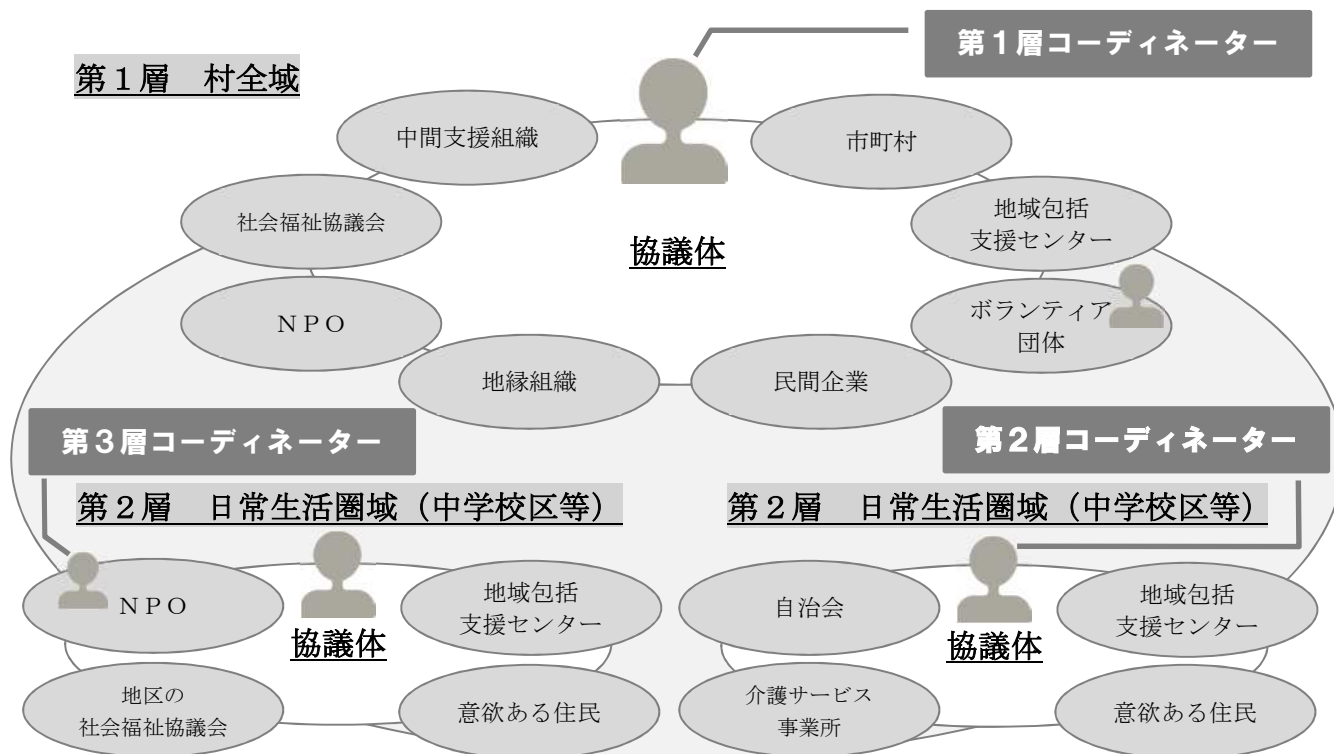 第１層コーディネーター
第１層　村全域
中間支援組織
市町村
社会福祉協議会
地域包括
支援センター
協議体
ＮＰＯ
ボランティア
団体
地縁組織
民間企業
第３層コーディネーター
第２層コーディネーター
第２層　日常生活圏域（中学校区等）
第２層　日常生活圏域（中学校区等）
ＮＰＯ
地域包括
支援センター
協議体
地区の
社会福祉協議会
意欲ある住民
自治会
地域包括
支援センター
協議体
介護サービス
事業所
意欲ある住民